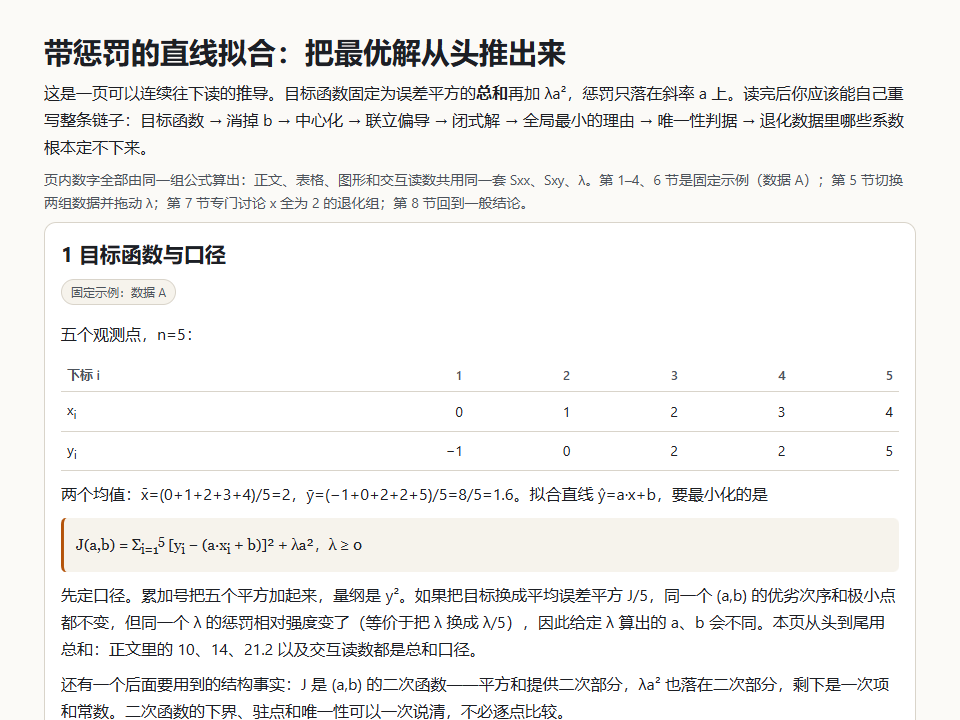 带惩罚的直线拟合：把最优解从头推出来
这是一页可以连续往下读的推导。目标函数固定为误差平方的总和再加 λa²，惩罚只落在斜率 a 上。读完后你应该能自己重
写整条链子：目标函数 → 消掉 b → 中心化 → 联立偏导 → 闭式解 → 全局最小的理由 → 唯一性判据 → 退化数据里哪些系数
根本定不下来。
页内数字全部由同一组公式算出：正文、表格、图形和交互读数共用同一套 Sxx、Sxy、λ。第 1–4、6 节是固定示例（数据 A）；第 5 节切换
两组数据并拖动 λ；第 7 节专门讨论 x 全为 2 的退化组；第 8 节回到一般结论。
1 目标函数与口径
固定示例：数据 A
五个观测点，n=5：
下标 i 1 2 3 4 5
xᵢ 0 1 2 3 4
yᵢ −1 0 2 2 5
两个均值：x̄=(0+1+2+3+4)/5=2，ȳ=(−1+0+2+2+5)/5=8/5=1.6。拟合直线 ŷ=a·x+b，要最小化的是
J(a,b) = Σᵢ₌₁⁵ [yᵢ − (a·xᵢ + b)]² + λa²，λ ≥ 0
先定口径。累加号把五个平方加起来，量纲是 y²。如果把目标换成平均误差平方 J/5，同一个 (a,b) 的优劣次序和极小点
都不变，但同一个 λ 的惩罚相对强度变了（等价于把 λ 换成 λ/5），因此给定 λ 算出的 a、b 会不同。本页从头到尾用
总和：正文里的 10、14、21.2 以及交互读数都是总和口径。
还有一个后面要用到的结构事实：J 是 (a,b) 的二次函数——平方和提供二次部分，λa² 也落在二次部分，剩下是一次项
和常数。二次函数的下界、驻点和唯一性可以一次说清，不必逐点比较。